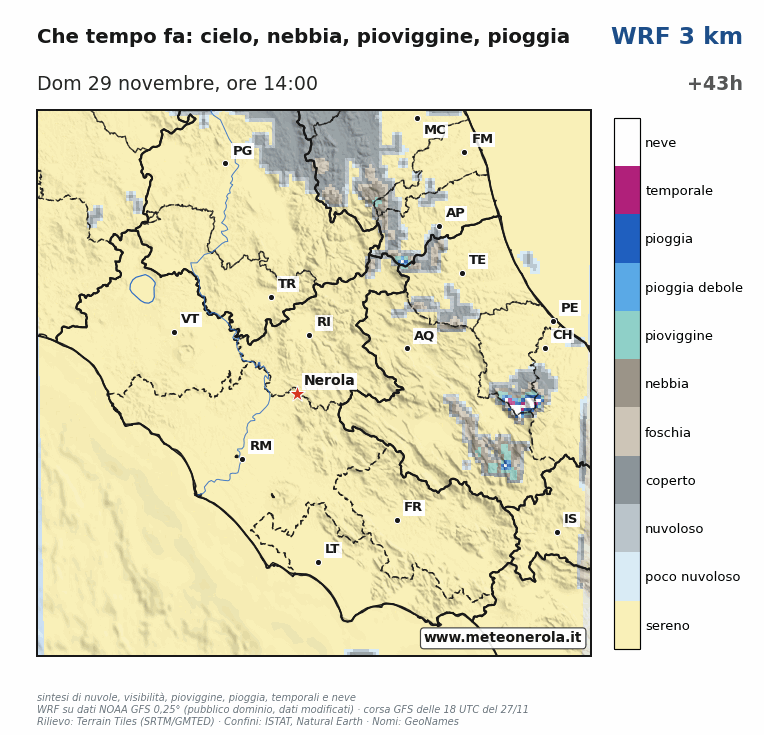 Che tempo fa: cielo, nebbia, pioviggine, pioggia
WRF 3 km
Dom 29 novembre, ore 14:00
+43h
MC
FM
PG
AP
TE
TR
PE
VT
RI
AQ
CH
Nerola
RM
FR
IS
LT
www.meteonerola.it
neve
temporale
pioggia
pioggia debole
pioviggine
nebbia
foschia
coperto
nuvoloso
poco nuvoloso
sereno
sintesi di nuvole, visibilità, pioviggine, pioggia, temporali e neve
WRF su dati NOAA GFS 0,25° (pubblico dominio, dati modificati) · corsa GFS delle 18 UTC del 27/11
Rilievo: Terrain Tiles (SRTM/GMTED) · Confini: ISTAT, Natural Earth · Nomi: GeoNames